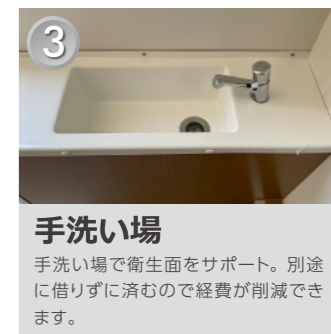 3
手洗い場
手洗い場で衛生面をサポート。別途
に借りずに済むので経費が削減でき
ます。